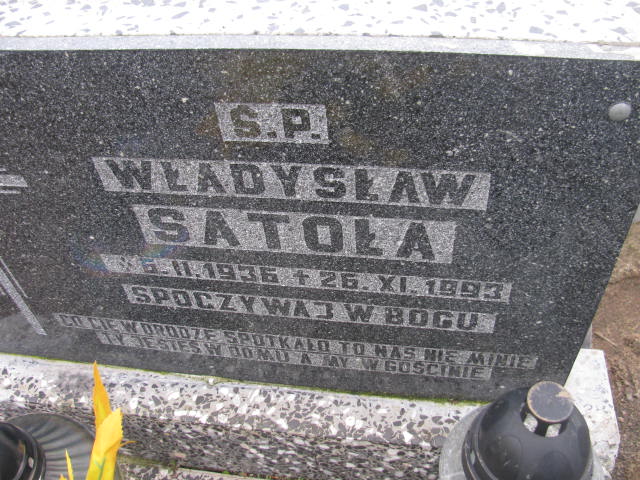 Ś.P.
WŁADYSŁAW
SATOŁA
* 6.II.1936 + 26.XI.1993
SPOCZYWAJ W BOGU
CO CIĘ W DRODZE SPOTKAŁO TO NAS NIE MINIE
TY JESTEŚ W DOMU A MY W GOŚCINIE